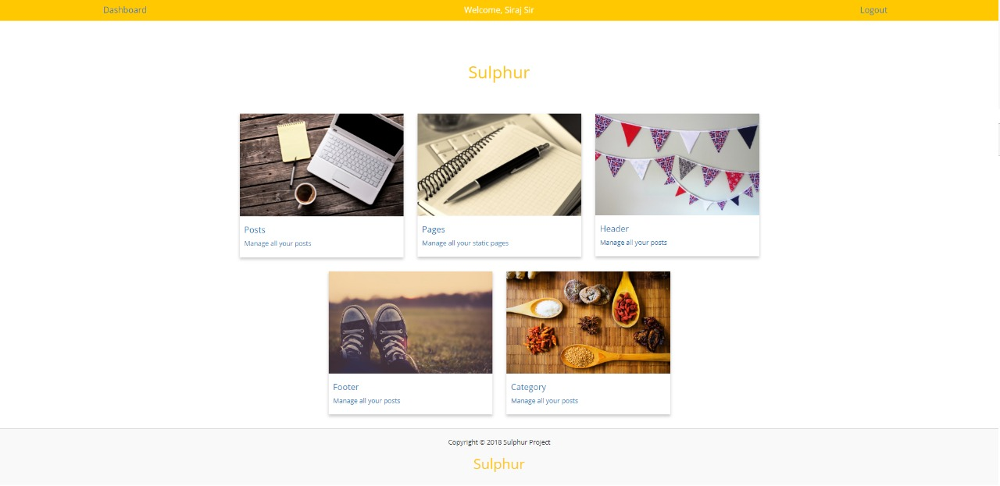 Dashboard
Welcome, Siraj Sir
Logout
Sulphur
Posts
Manage all your posts
Pages
Manage all your static pages
Header
Manage all your posts
Footer
Manage all your posts
Category
Manage all your posts
Copyright © 2018 Sulphur Project
Sulphur